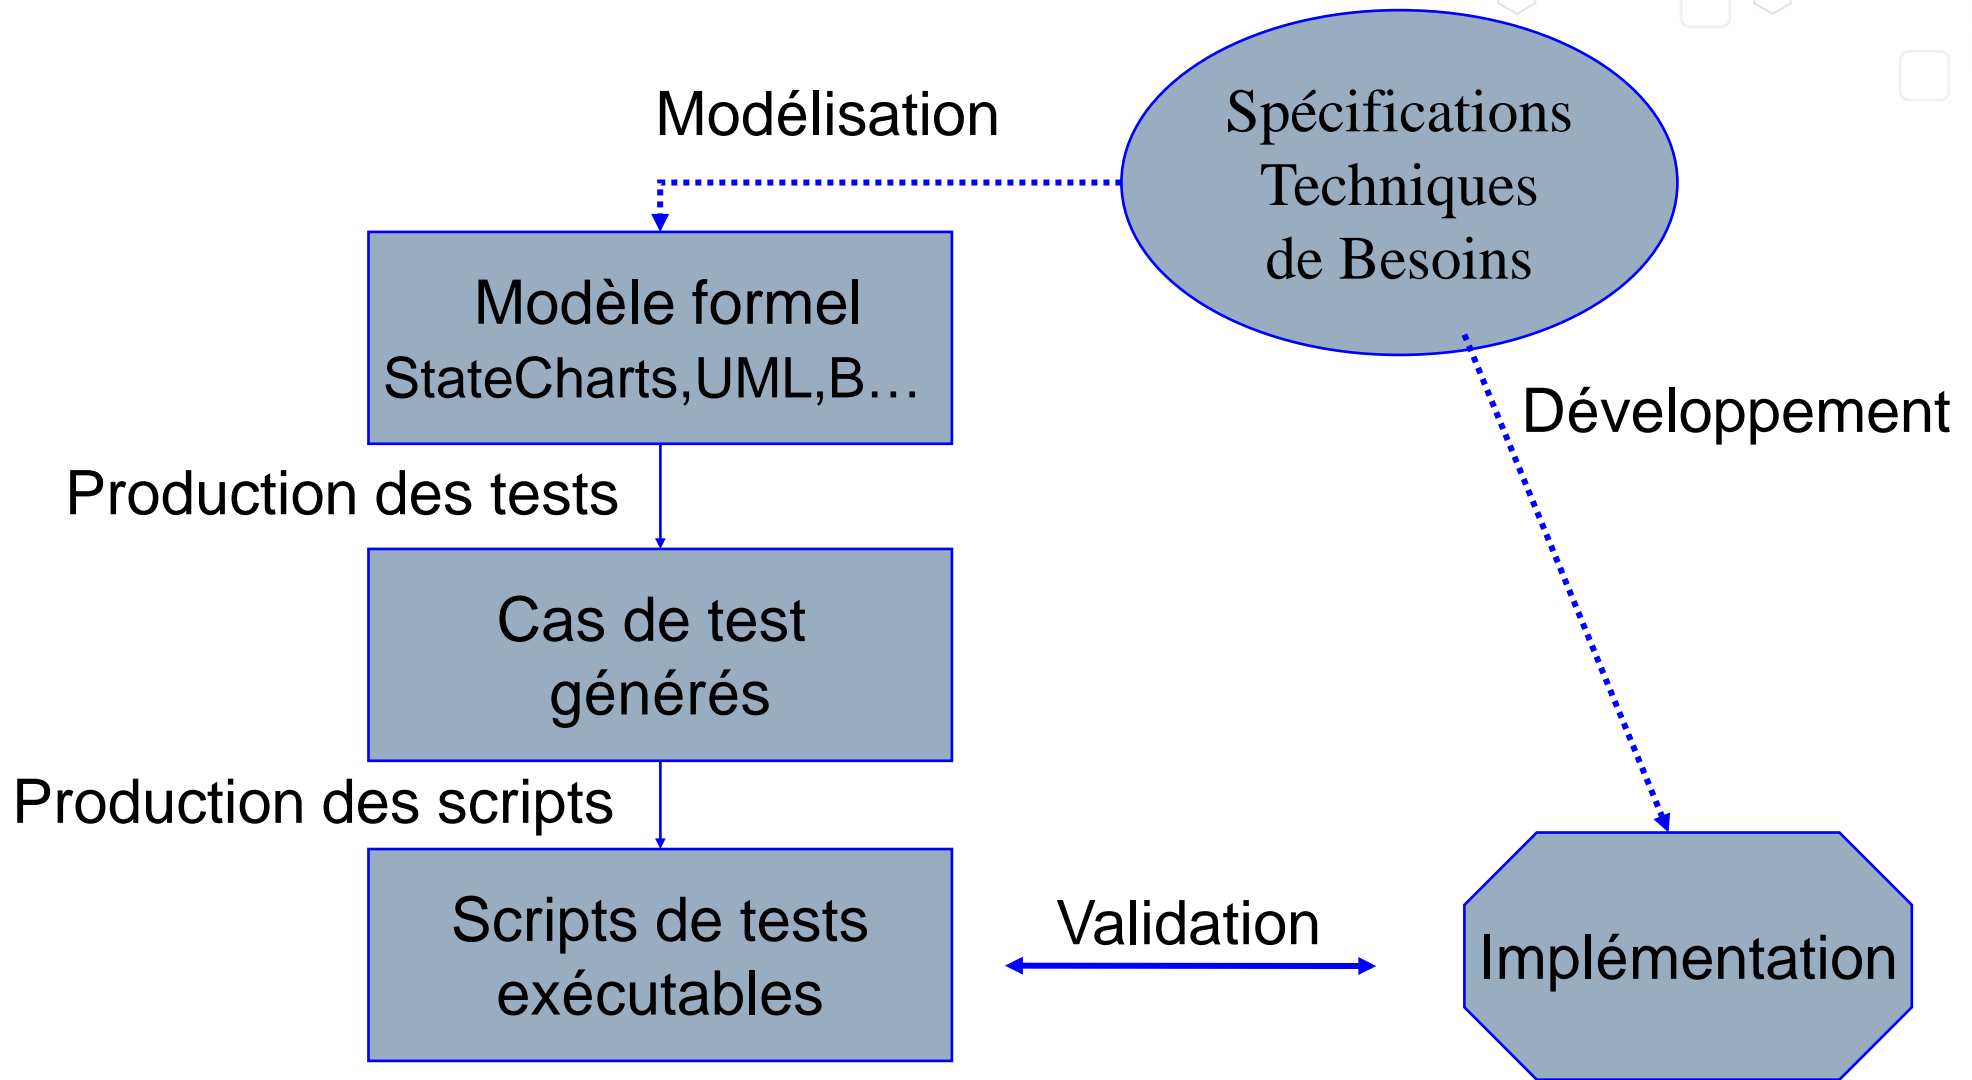 Modélisation
Spécifications
Techniques
de Besoins
Modèle formel
StateCharts,UML,B…
Développement
Production des tests
Cas de test
générés
Production des scripts
Scripts de tests
exécutables
Validation
Implémentation